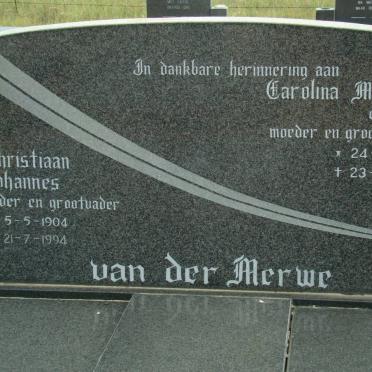 In dankbare herinnering aan
Carolina M
moeder en groo
* 24
† 23-
hristiaan
ohannes
der en grootvader
5-5-1904
21-7-1994
van der Merwe